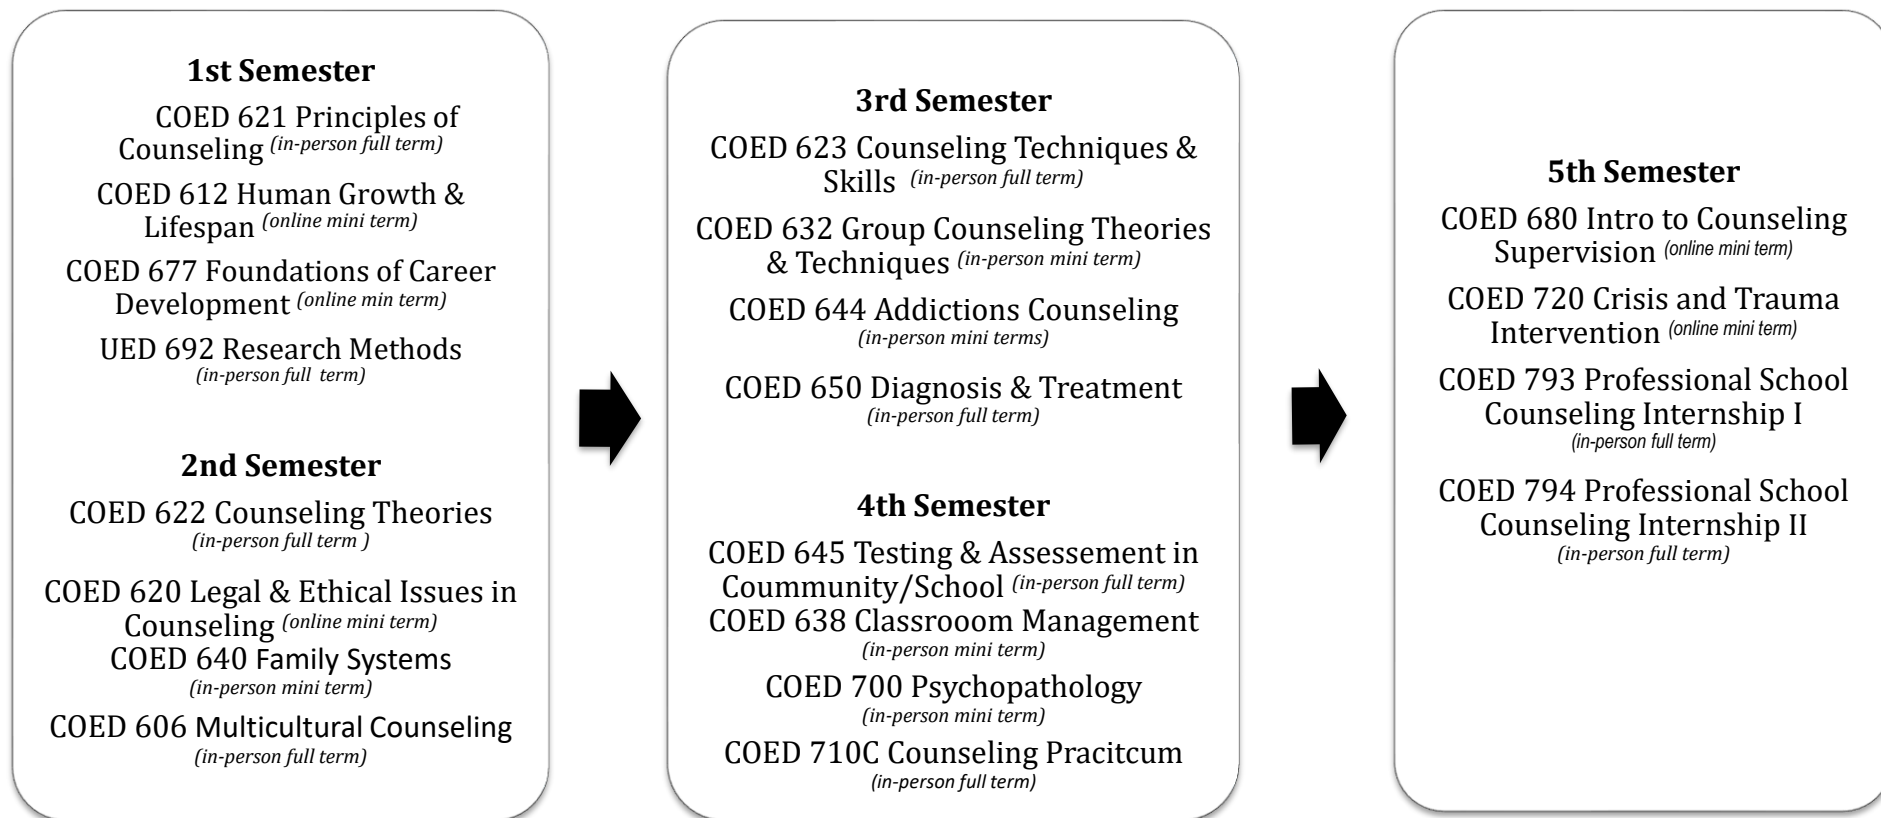 1st Semester
COED 621 Principles of
Counseling (in-person full term)
COED 612 Human Growth &
Lifespan (online mini term)
COED 677 Foundations of Career
Development (online min term)
UED 692 Research Methods
(in-person full term)
2nd Semester
COED 622 Counseling Theories
(in-person full term )
COED 620 Legal & Ethical Issues in
Counseling (online mini term)
COED 640 Family Systems
(in-person mini term)
COED 606 Multicultural Counseling
(in-person full term)
3rd Semester
COED 623 Counseling Techniques &
Skills (in-person full term)
COED 632 Group Counseling Theories
& Techniques (in-person mini term)
COED 644 Addictions Counseling
(in-person mini terms)
COED 650 Diagnosis & Treatment
(in-person full term)
4th Semester
COED 645 Testing & Assessement in
Coummunity/School (in-person full term)
COED 638 Classrooom Management
(in-person mini term)
COED 700 Psychopathology
(in-person mini term)
COED 710C Counseling Pracitcum
(in-person full term)
5th Semester
COED 680 Intro to Counseling
Supervision (online mini term)
COED 720 Crisis and Trauma
Intervention (online mini term)
COED 793 Professional School
Counseling Internship I
(in-person full term)
COED 794 Professional School
Counseling Internship II
(in-person full term)